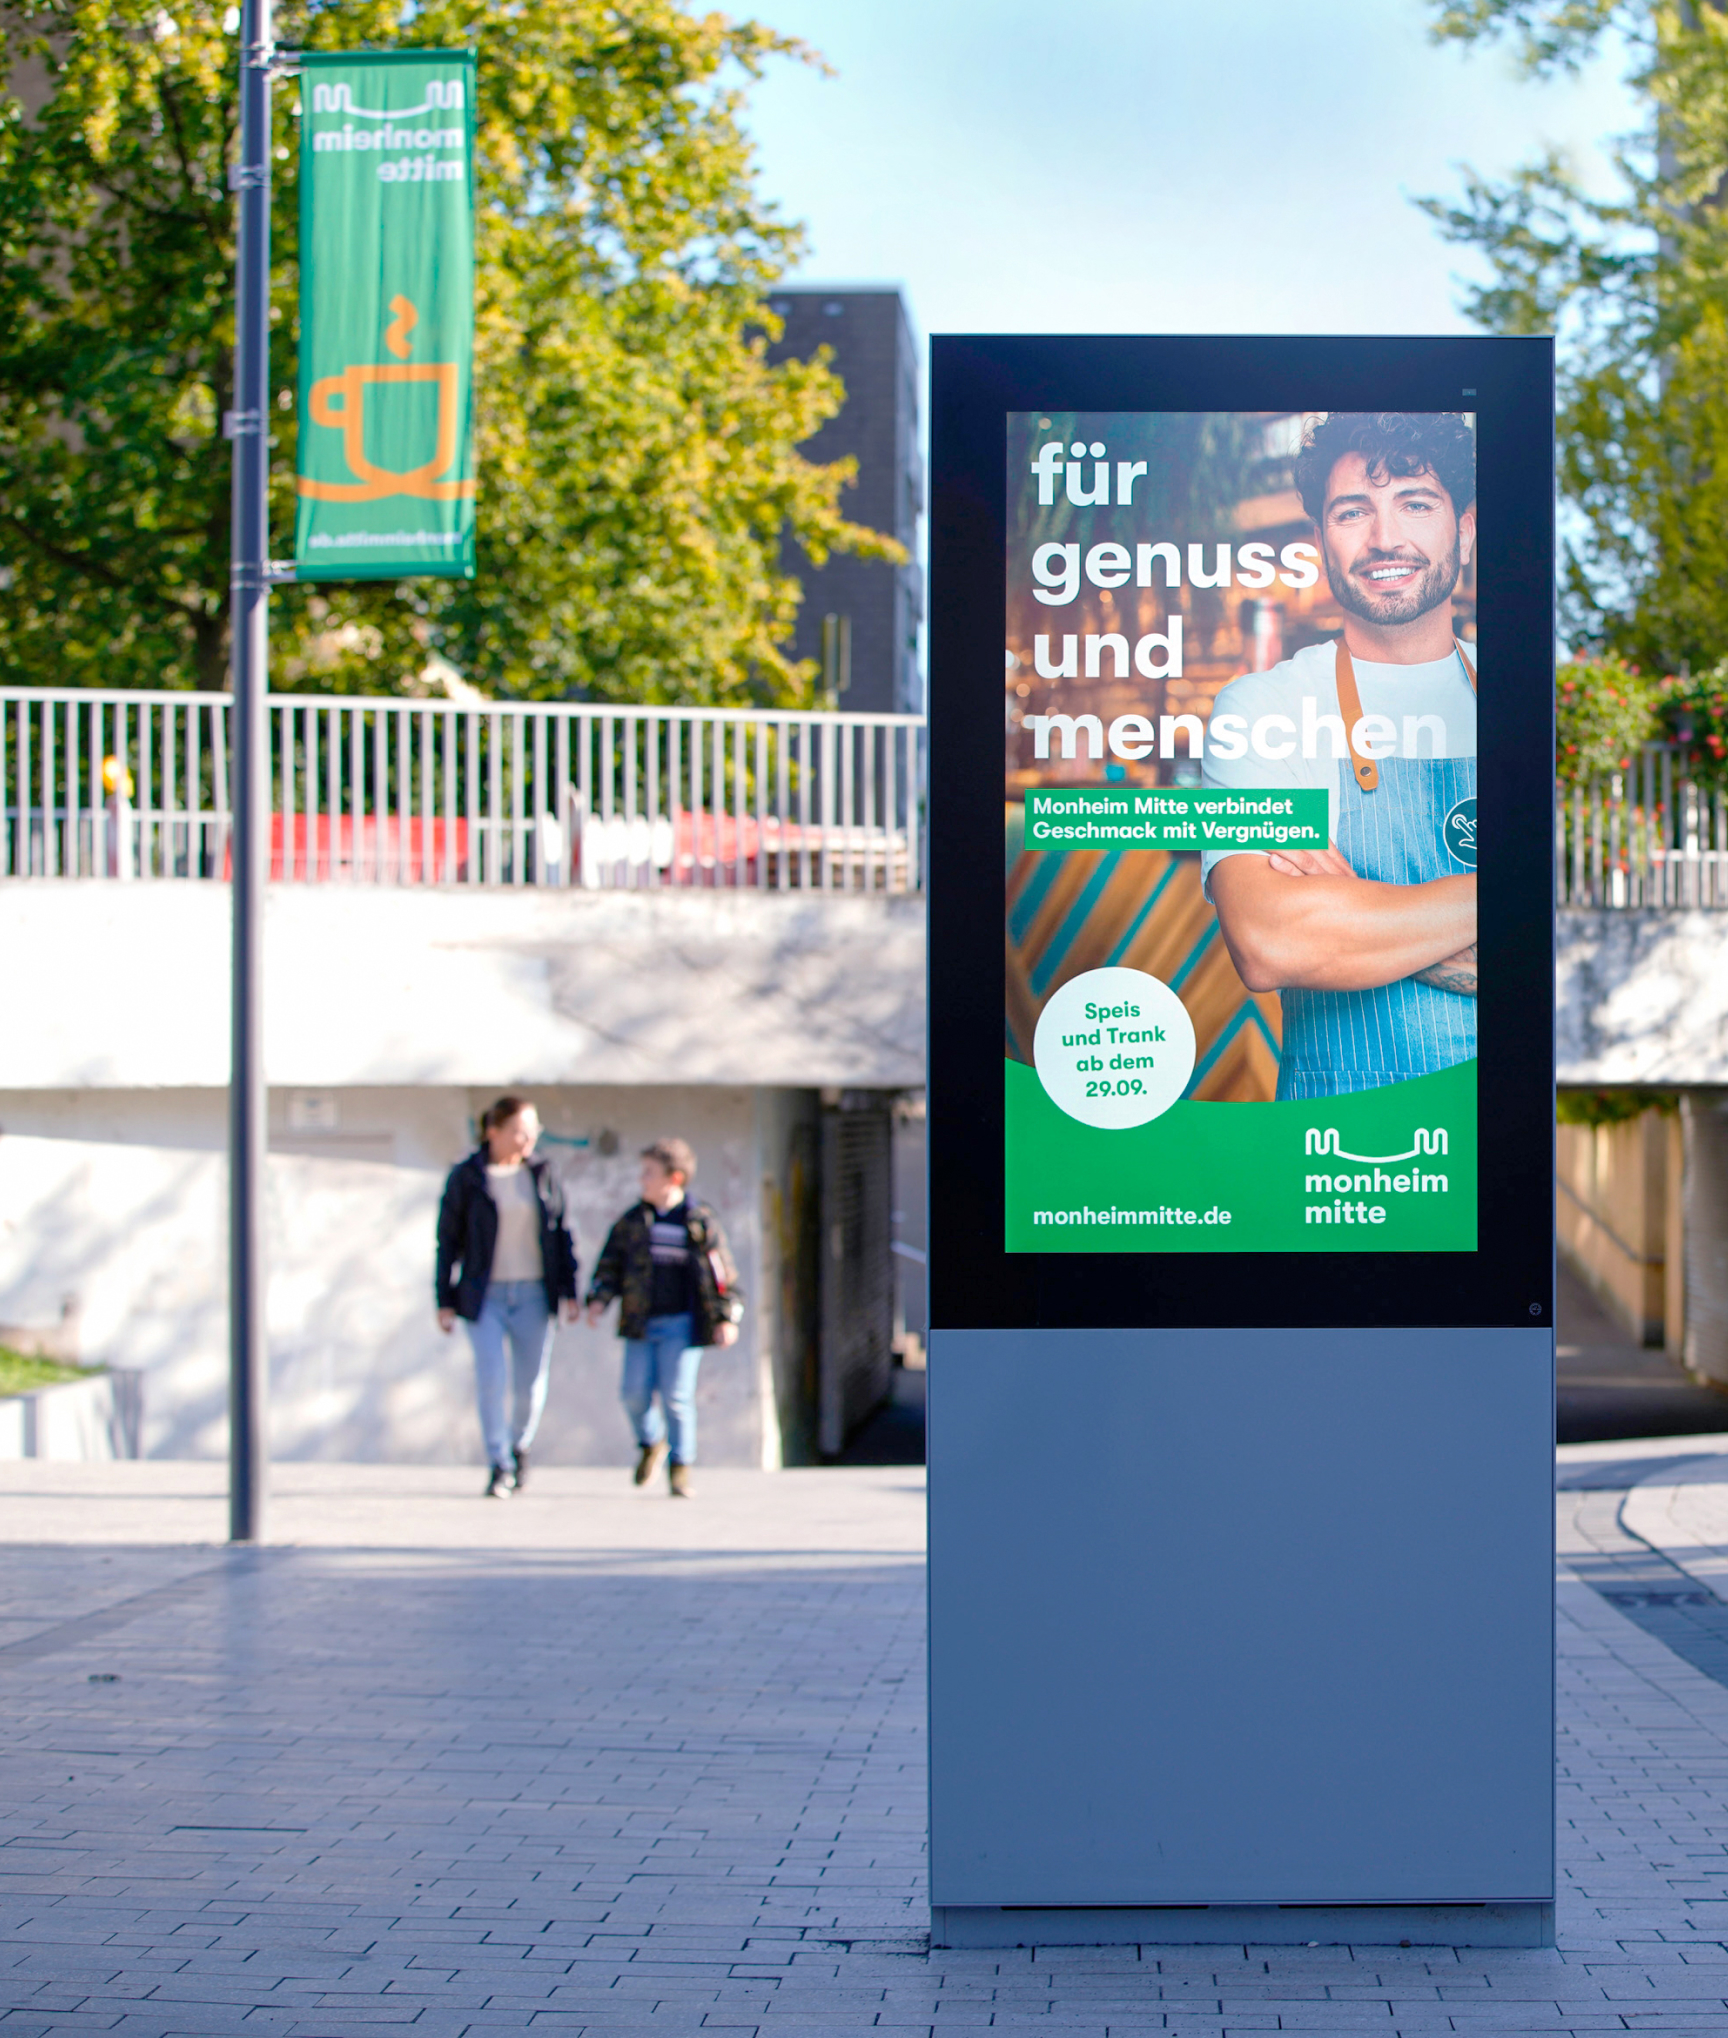 monheim
mitte
monheimmitte.de
für
genuss
und
menschen
Monheim Mitte verbindet
Geschmack mit Vergnügen.
Speis
und Trank
ab dem
29.09.
monheimmitte.de
monheim
mitte